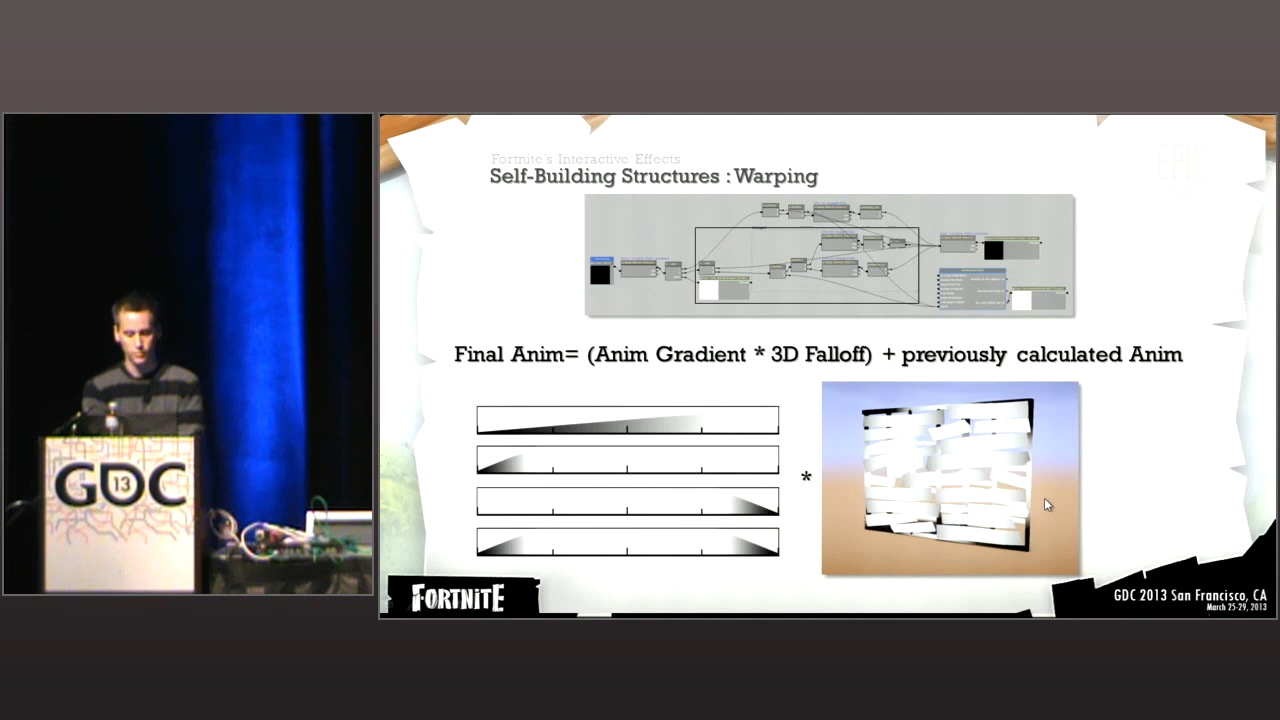 Fortnite's Interactive Effects
Self-Building Structures : Warping
EPIC
Final Anim= (Anim Gradient * 3D Falloff) + previously calculated Anim
*
GDC
13
FORTNITE
GDC 2013 San Francisco, CA
March 25-29, 2013